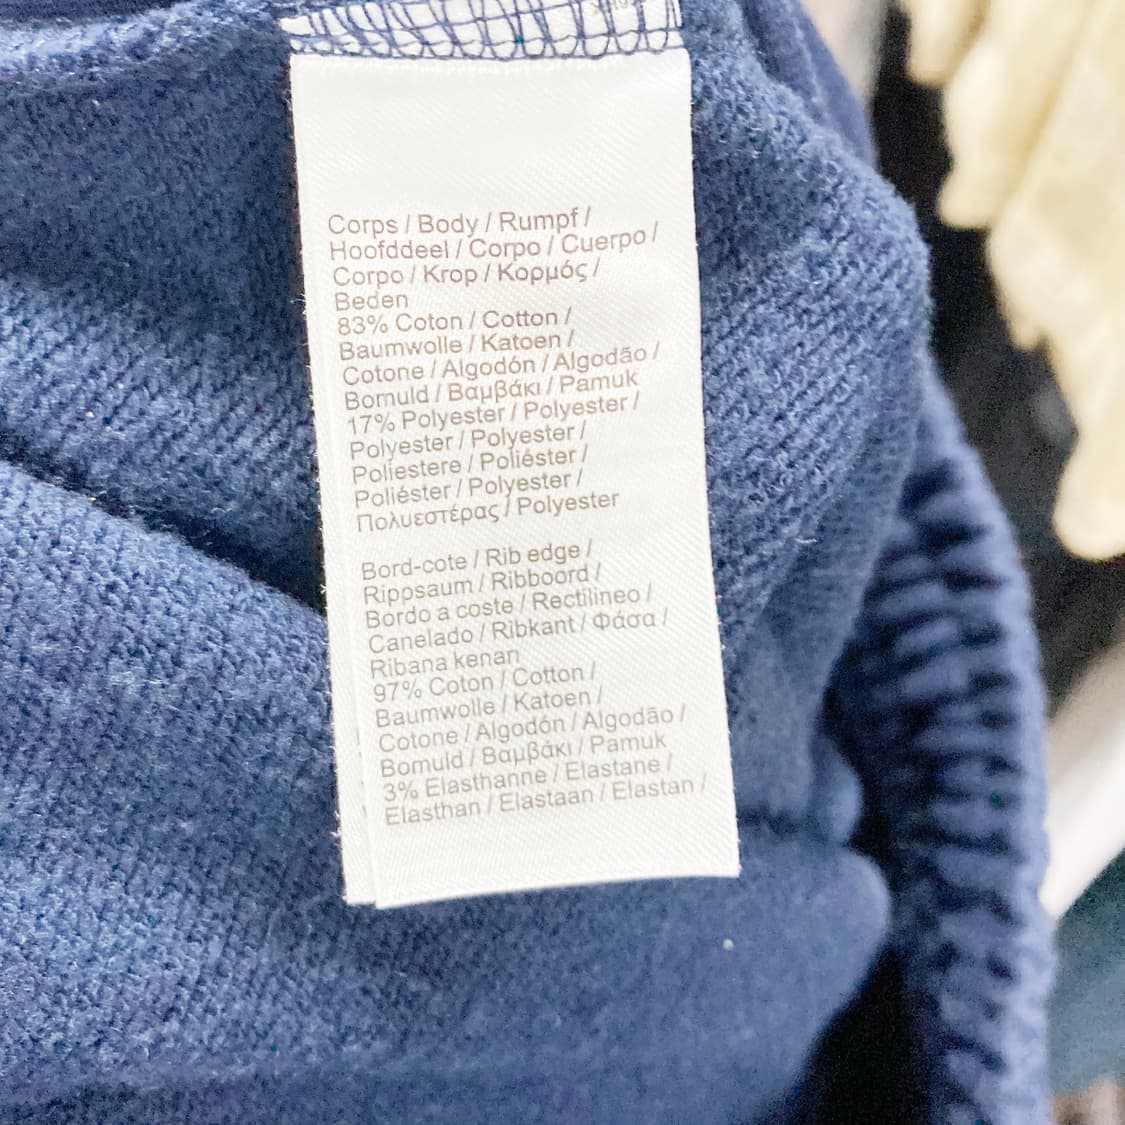 Corps / Body / Rumpf /
Hoofddeel / Corpo / Cuerpo /
Corpo / Krop / Κορμός /
Beden
83% Coton / Cotton /
Baumwolle / Katoen /
Cotone / Algodón / Algodão /
Bomuld / Βαμβάκι / Pamuk
17% Polyester / Polyester /
Polyester / Polyester /
Poliestere / Poliéster /
Poliéster / Polyester /
Πολυεστέρας / Polyester
Bord-cote / Rib edge /
Rippsaum / Ribboord /
Bordo a coste / Rectilineo /
Canelado / Ribkant / Φάσα /
Ribana kenarı
97% Coton / Cotton /
Baumwolle / Katoen /
Cotone / Algodón / Algodão /
Bomuld / Βαμβάκι / Pamuk
3% Elasthanne / Elastane /
Elasthan / Elastaan / Elastan /